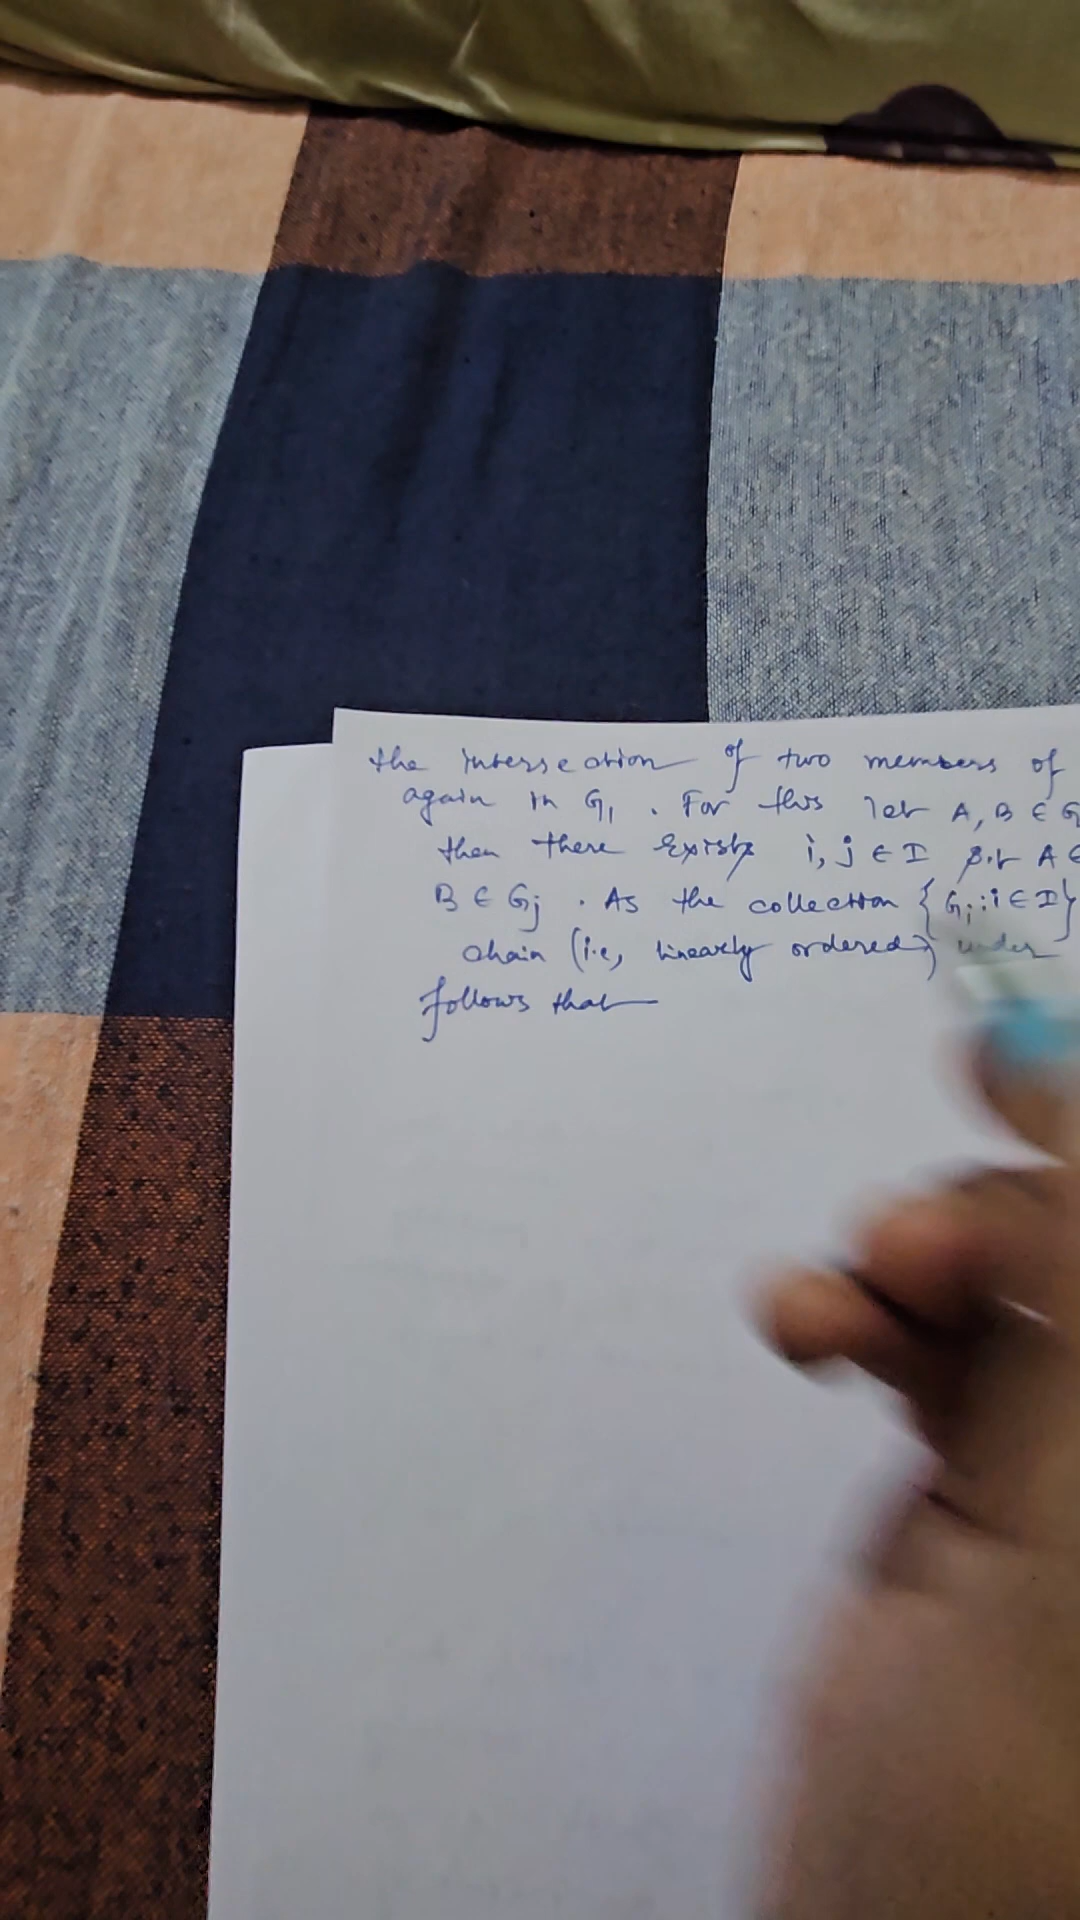 the intersection of two members of
again in G₁ . For this let A, B ∈ G
then there exists i, j ∈ I s.t A ∈
B ∈ Gj . As the collection {Gi : i ∈ I}
chain (i.e, linearly ordered) under
follows that